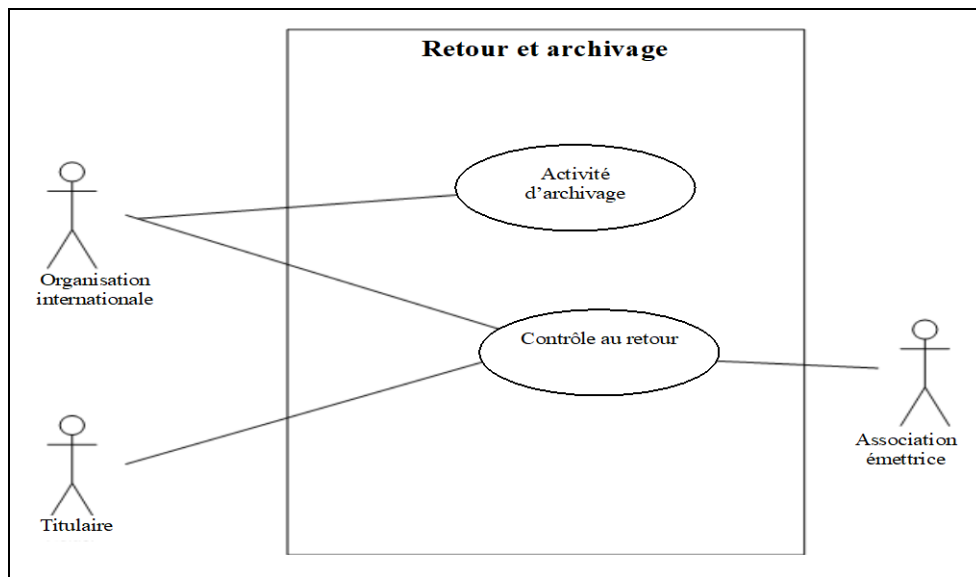 Retour et archivage
Activité
d'archivage
Organisation
internationale
Contrôle au retour
Association
émettrice
Titulaire